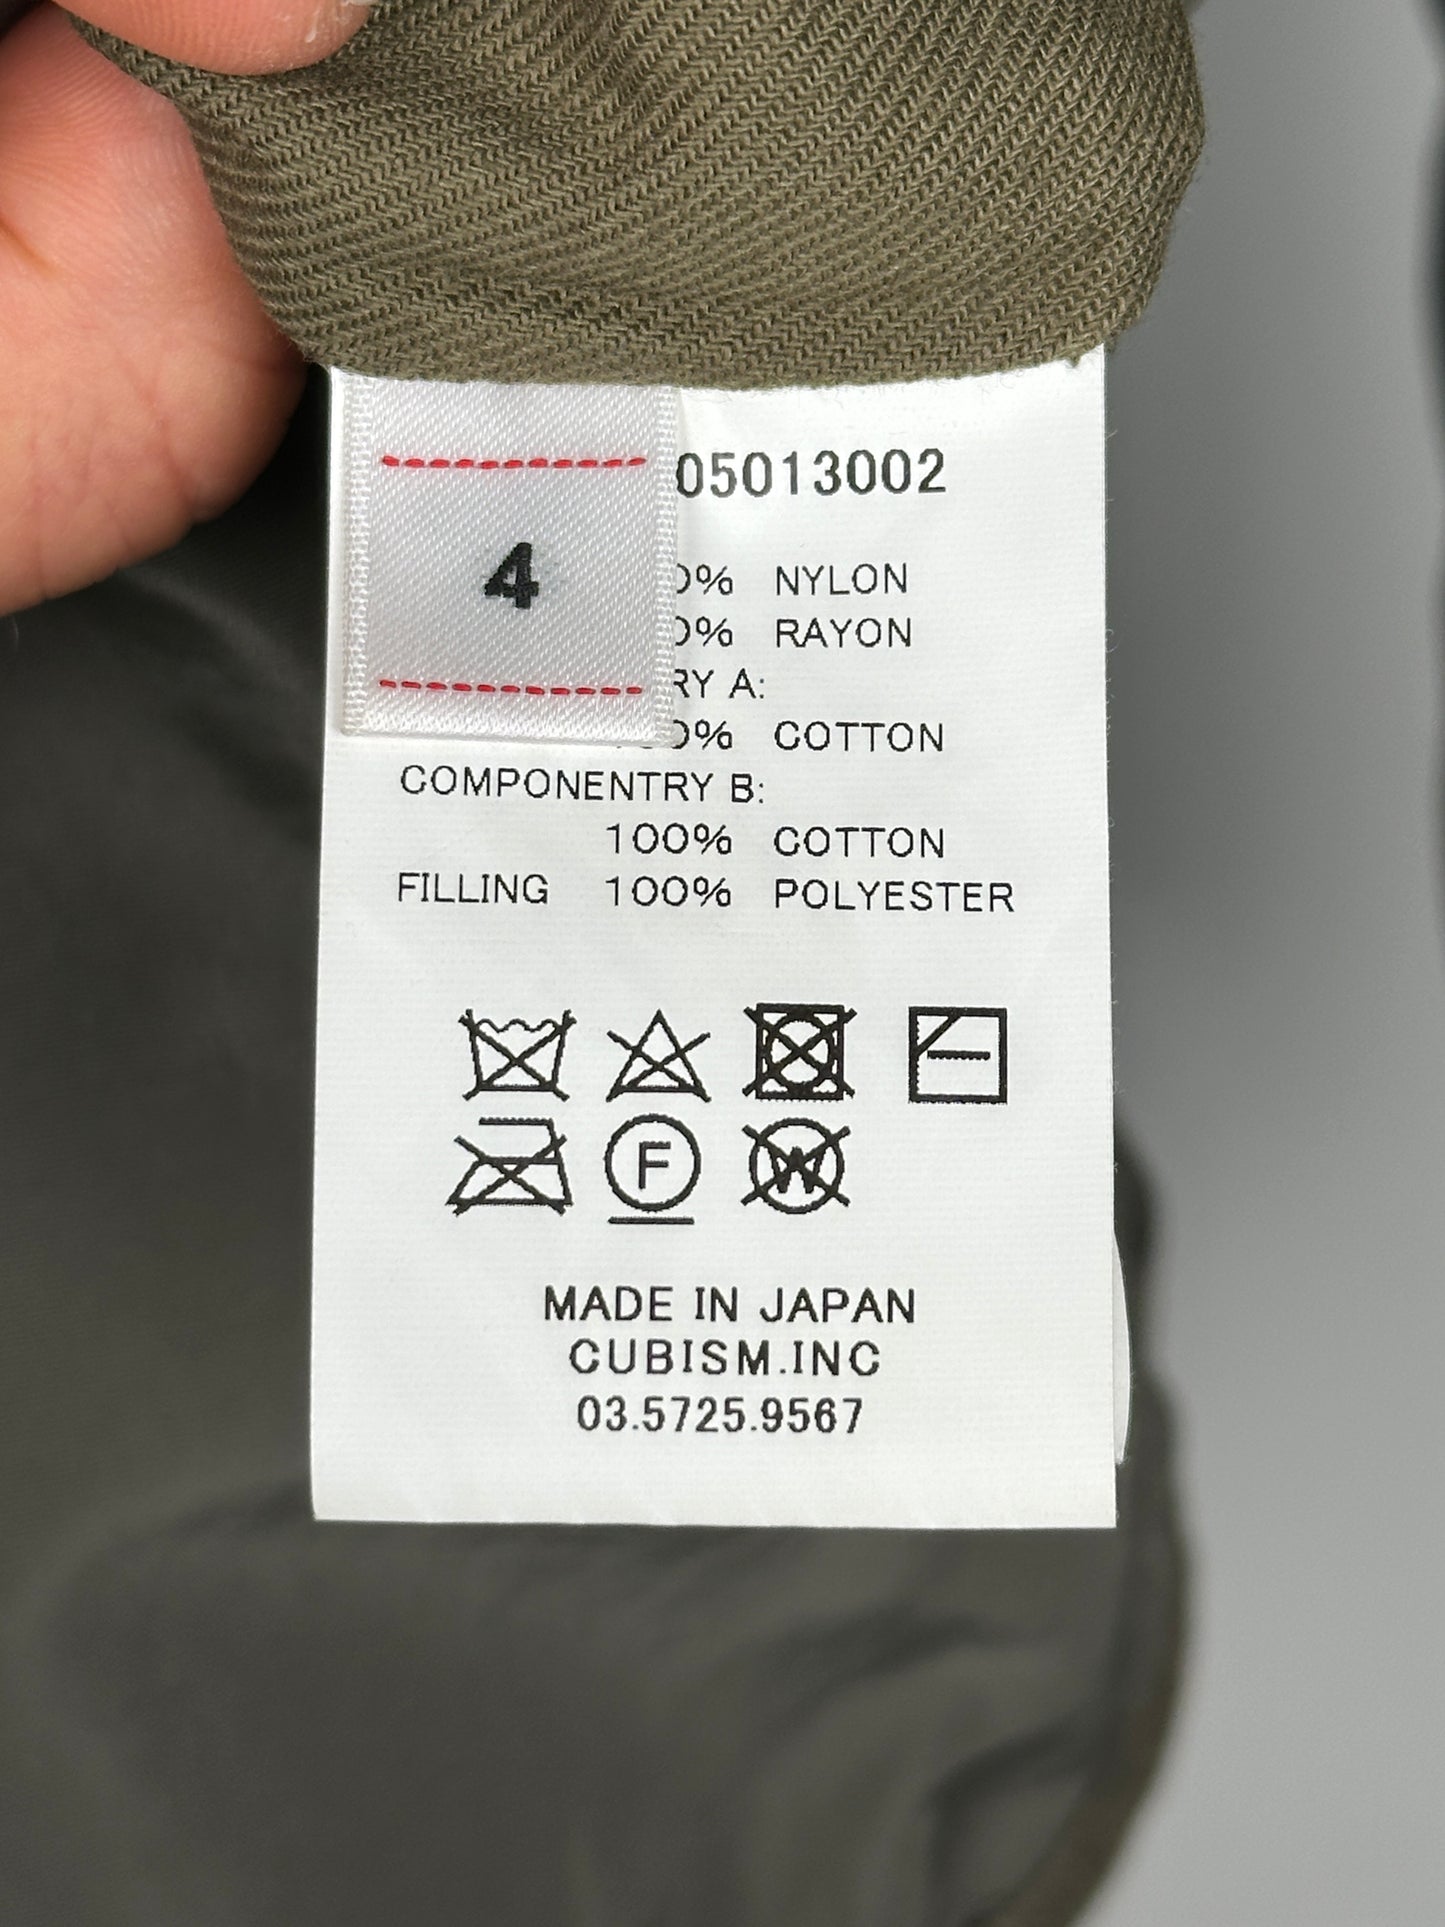 4
05013002
0% NYLON
0% RAYON
RY A:
100% COTTON
COMPONENTRY B:
100% COTTON
FILLING 100% POLYESTER
F
W
MADE IN JAPAN
CUBISM.INC
03.5725.9567